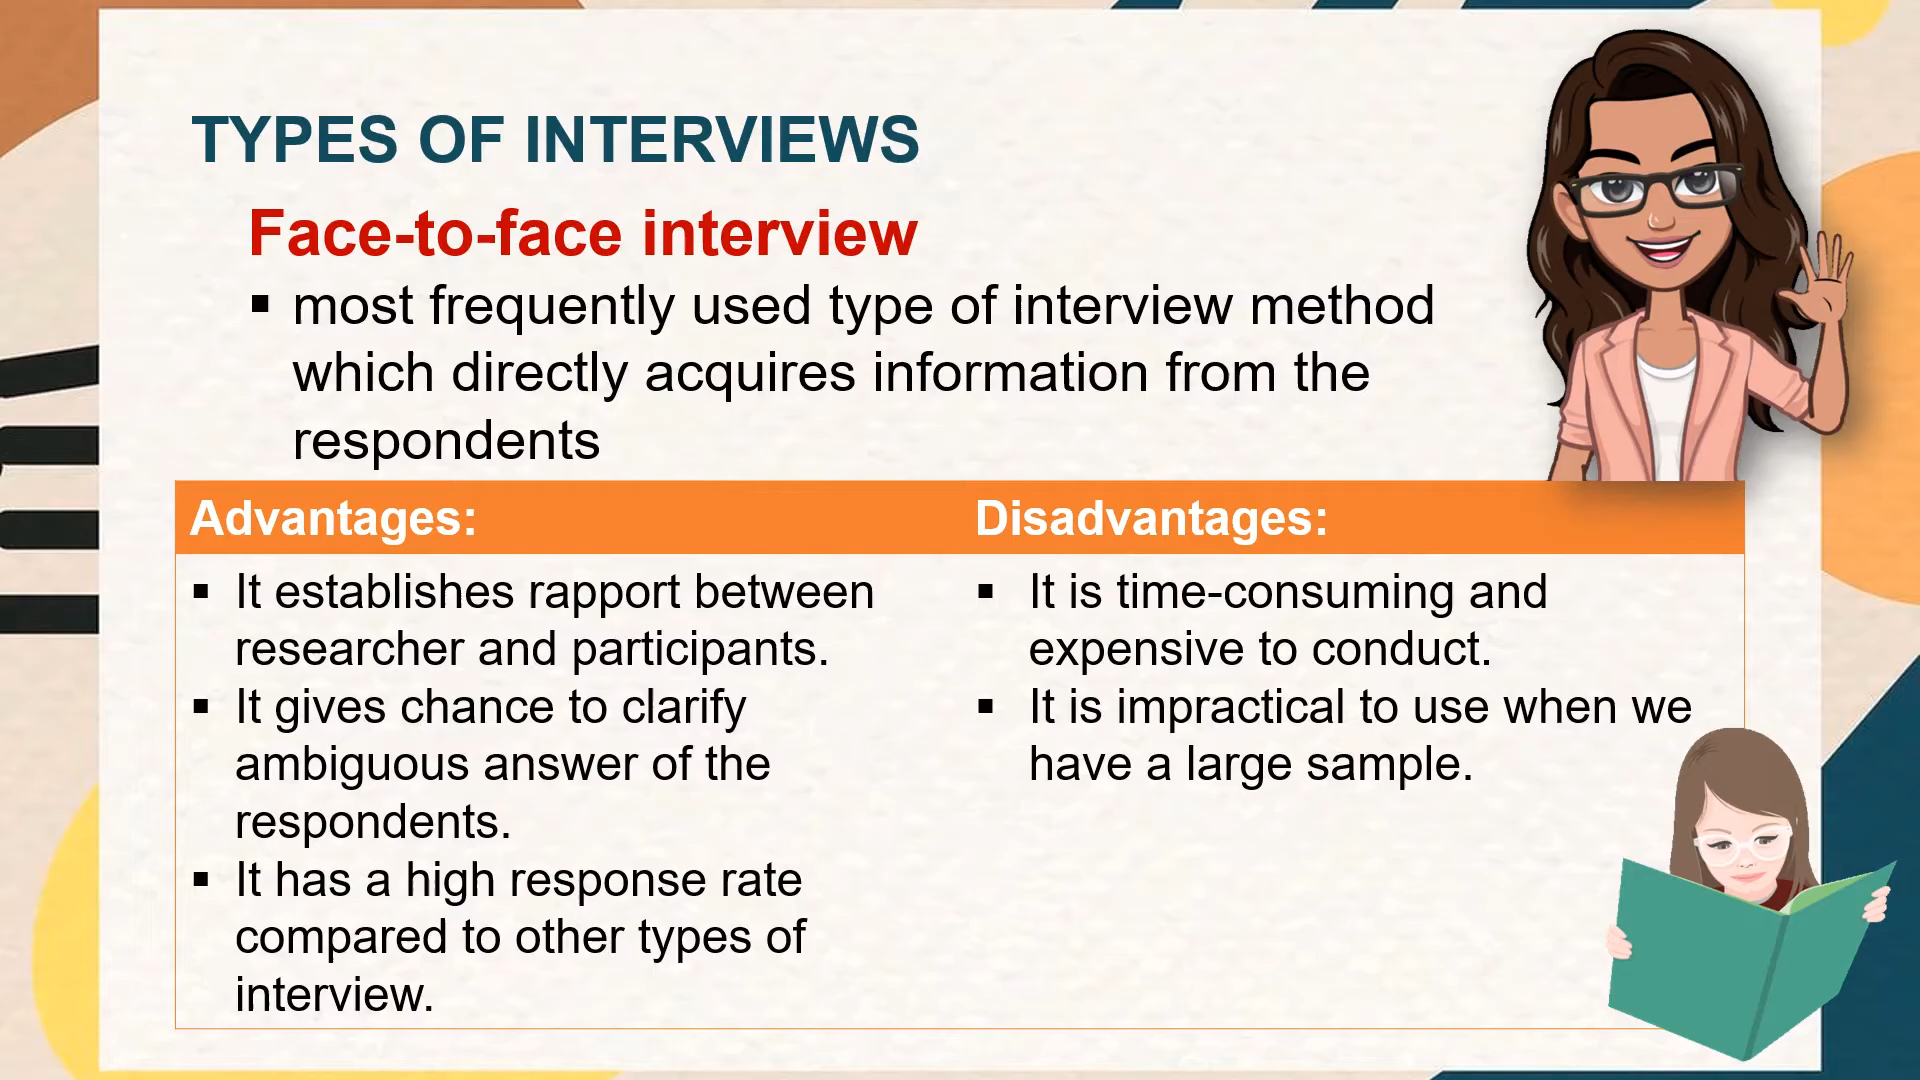 TYPES OF INTERVIEWS
Face-to-face interview
▪ most frequently used type of interview method
which directly acquires information from the
respondents
Advantages:
▪ It establishes rapport between
researcher and participants.
▪ It gives chance to clarify
ambiguous answer of the
respondents.
▪ It has a high response rate
compared to other types of
interview.
Disadvantages:
▪ It is time-consuming and
expensive to conduct.
▪ It is impractical to use when we
have a large sample.